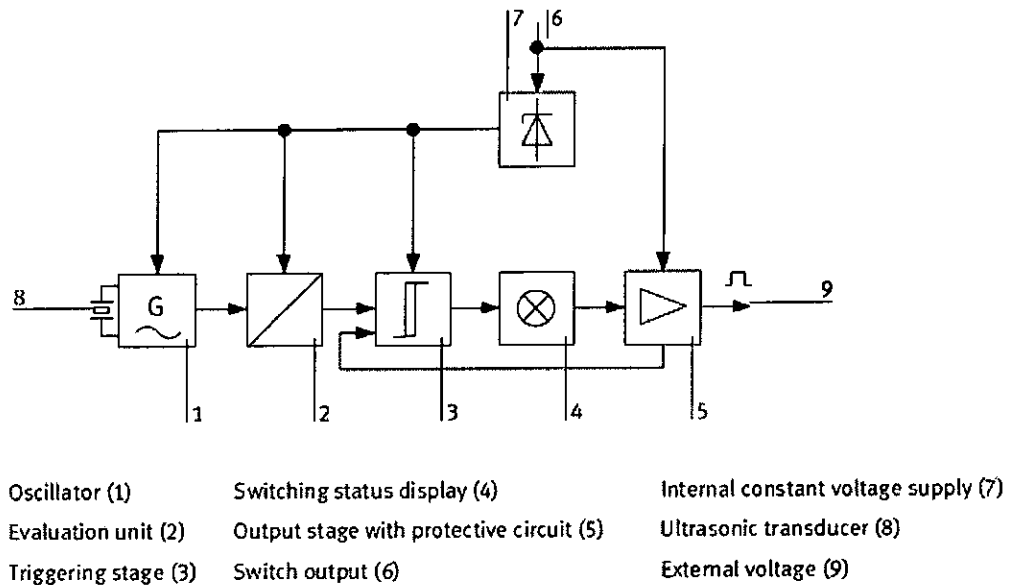 7 6
8 G 9
1 2 3 4 5
Oscillator (1) Switching status display (4) Internal constant voltage supply (7)
Evaluation unit (2) Output stage with protective circuit (5) Ultrasonic transducer (8)
Triggering stage (3) Switch output (6) External voltage (9)